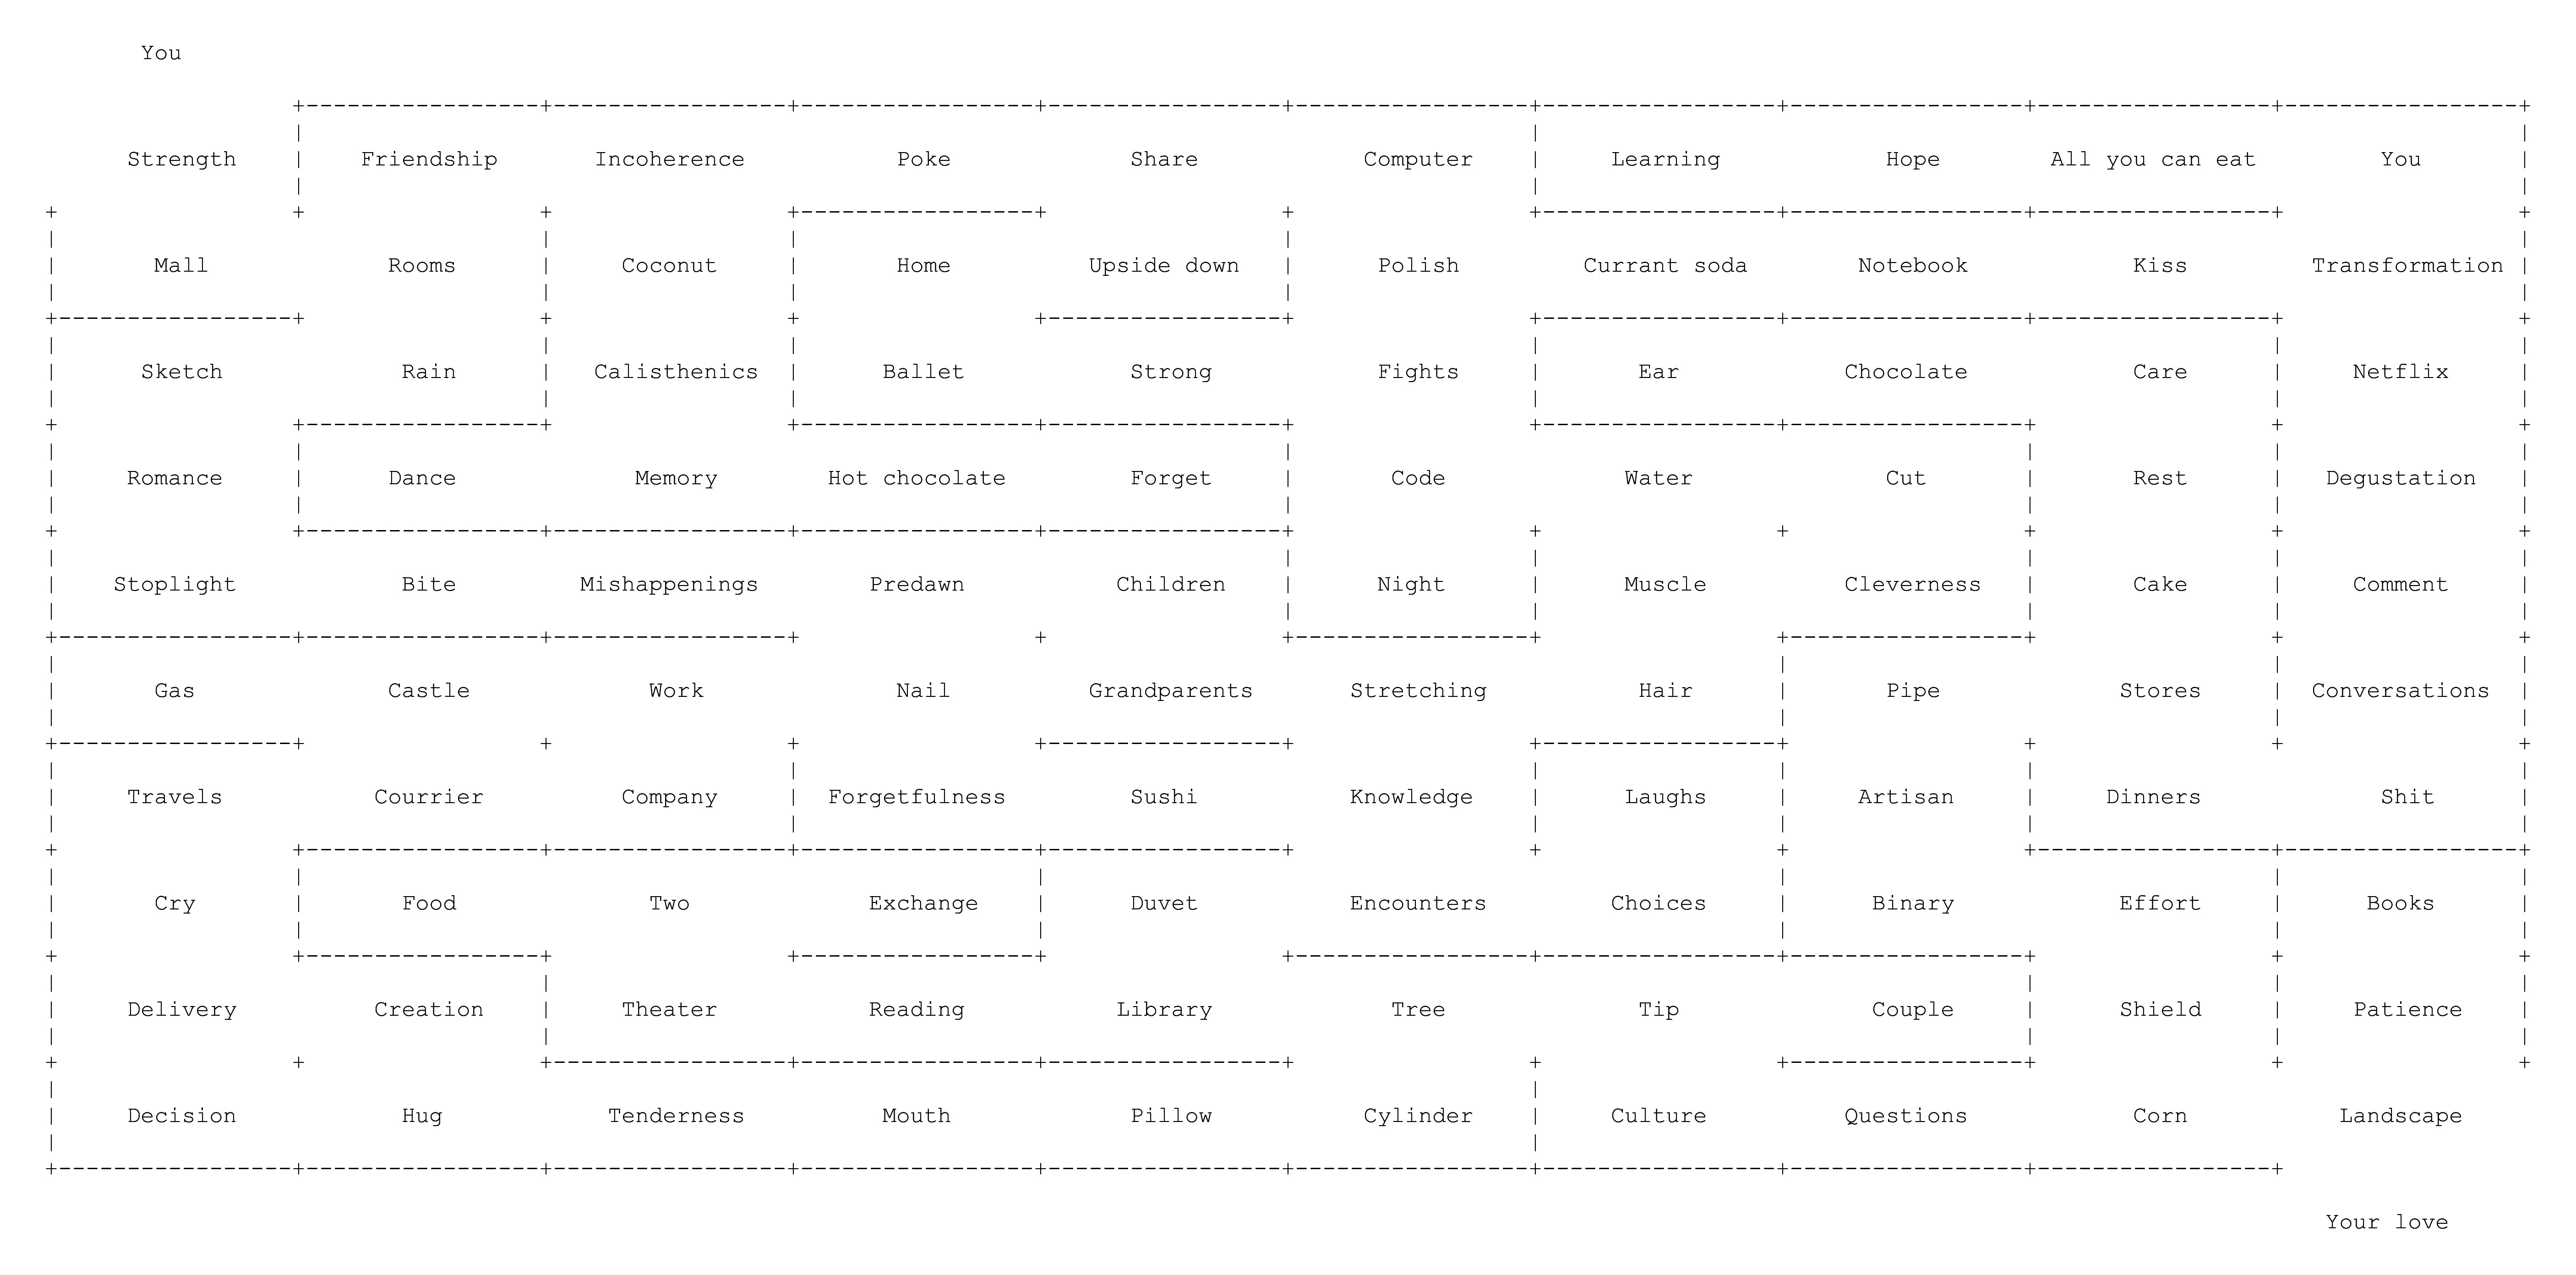 You
Strength Friendship Incoherence Poke Share Computer Learning Hope All you can eat You
Mall Rooms Coconut Home Upside down Polish Currant soda Notebook Kiss Transformation
Sketch Rain Calisthenics Ballet Strong Fights Ear Chocolate Care Netflix
Romance Dance Memory Hot chocolate Forget Code Water Cut Rest Degustation
Stoplight Bite Mishappenings Predawn Children Night Muscle Cleverness Cake Comment
Gas Castle Work Nail Grandparents Stretching Hair Pipe Stores Conversations
Travels Courrier Company Forgetfulness Sushi Knowledge Laughs Artisan Dinners Shit
Cry Food Two Exchange Duvet Encounters Choices Binary Effort Books
Delivery Creation Theater Reading Library Tree Tip Couple Shield Patience
Decision Hug Tenderness Mouth Pillow Cylinder Culture Questions Corn Landscape
Your love